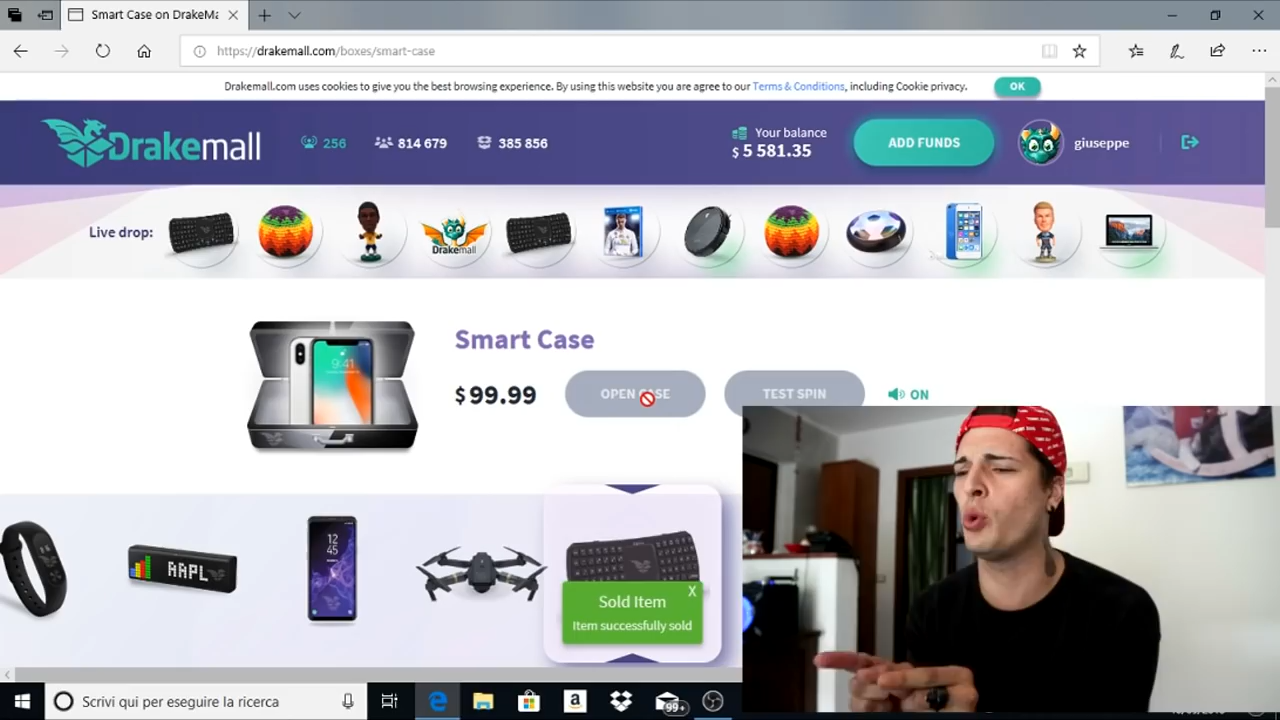 Smart Case on DrakeMa
https://drakemall.com/boxes/smart-case
Drakemall.com uses cookies to give you the best browsing experience. By using this website you are agree to our Terms & Conditions, including Cookie privacy.
OK
Drakemall
256
814 679
385 856
Your balance
$ 5 581.35
ADD FUNDS
giuseppe
Live drop:
Drakemall
9:41
Smart Case
$ 99.99
OPEN CASE
TEST SPIN
ON
AAPL
12
45
Sold Item
X
Item successfully sold
Scrivi qui per eseguire la ricerca
99+